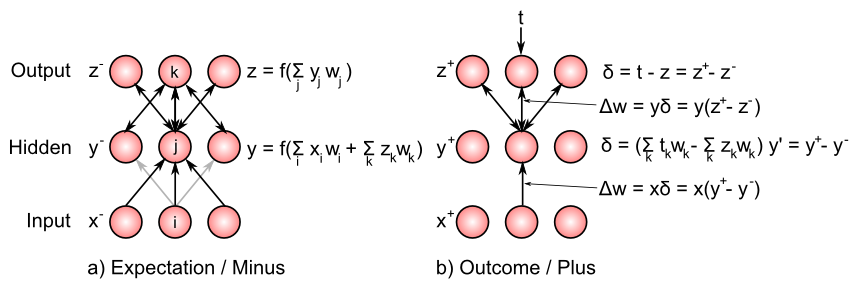 t
Output z⁻ k z = f(Σ_j y_j w_j) z⁺ δ = t - z = z⁺- z⁻
Δw = yδ = y(z⁺- z⁻)
Hidden y⁻ j y = f(Σ_i x_i w_i + Σ_k z_k w_k) y⁺ δ = (Σ_k t_k w_k - Σ_k z_k w_k) y' = y⁺- y⁻
Δw = xδ = x(y⁺- y⁻)
Input x⁻ i x⁺
a) Expectation / Minus b) Outcome / Plus